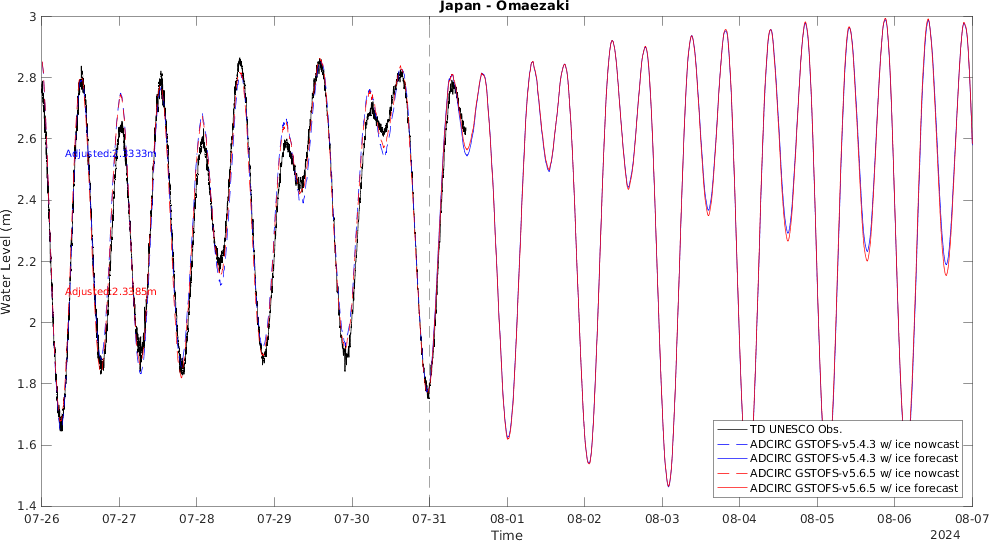 Japan - Omaezaki
Water Level (m)
3
2.8
2.6
2.4
2.2
2
1.8
1.6
1.4
Adjusted:2.3333m
Adjusted:2.3385m
TD UNESCO Obs.
ADCIRC GSTOFS-v5.4.3 w/ ice nowcast
ADCIRC GSTOFS-v5.4.3 w/ ice forecast
ADCIRC GSTOFS-v5.6.5 w/ ice nowcast
ADCIRC GSTOFS-v5.6.5 w/ ice forecast
07-26 07-27 07-28 07-29 07-30 07-31 08-01 08-02 08-03 08-04 08-05 08-06 08-07
Time
2024